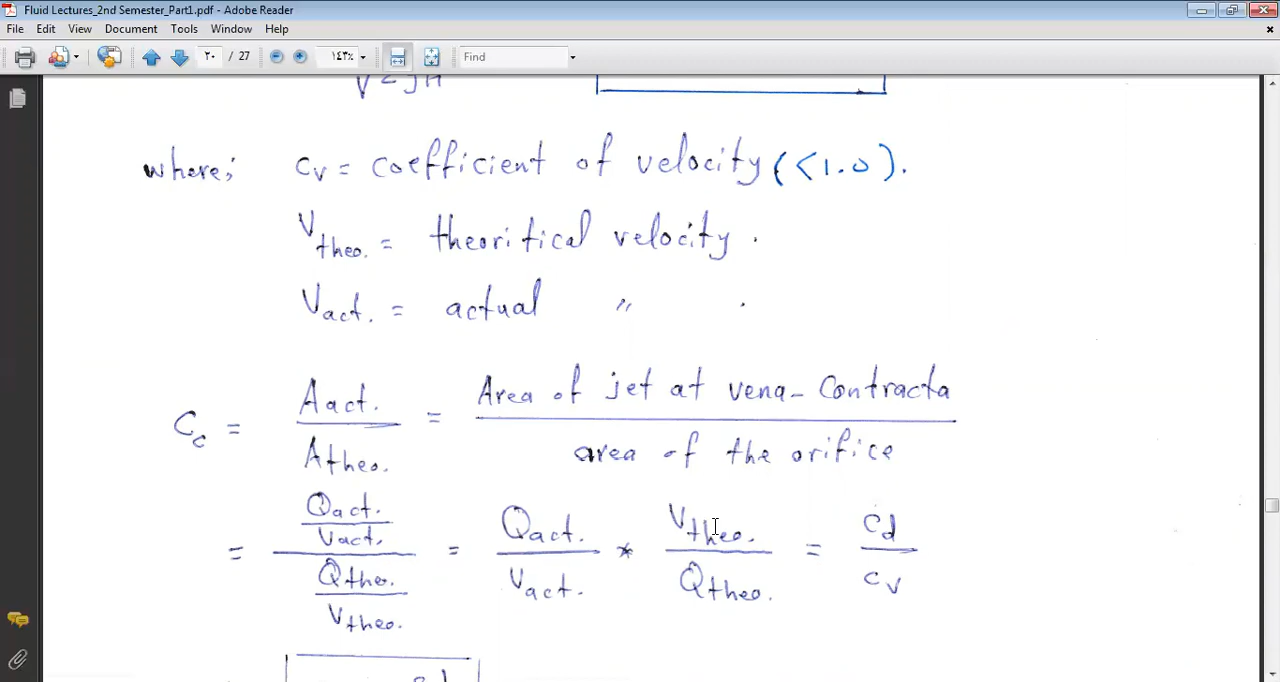 Fluid Lectures_2nd Semester_Part1.pdf - Adobe Reader
File Edit View Document Tools Window Help
٢٠ / 27 ١٤٣% Find
where; Cv = coefficient of velocity (<1.0).
Vtheo. = theoritical velocity.
Vact. = actual " .
Cc = Aact. / Atheo. = Area of jet at vena-Contracta / area of the orifice
= Qact. / Vact. / Qtheo. / Vtheo. = Qact. / Vact. * Vtheo. / Qtheo. = Cd / Cv